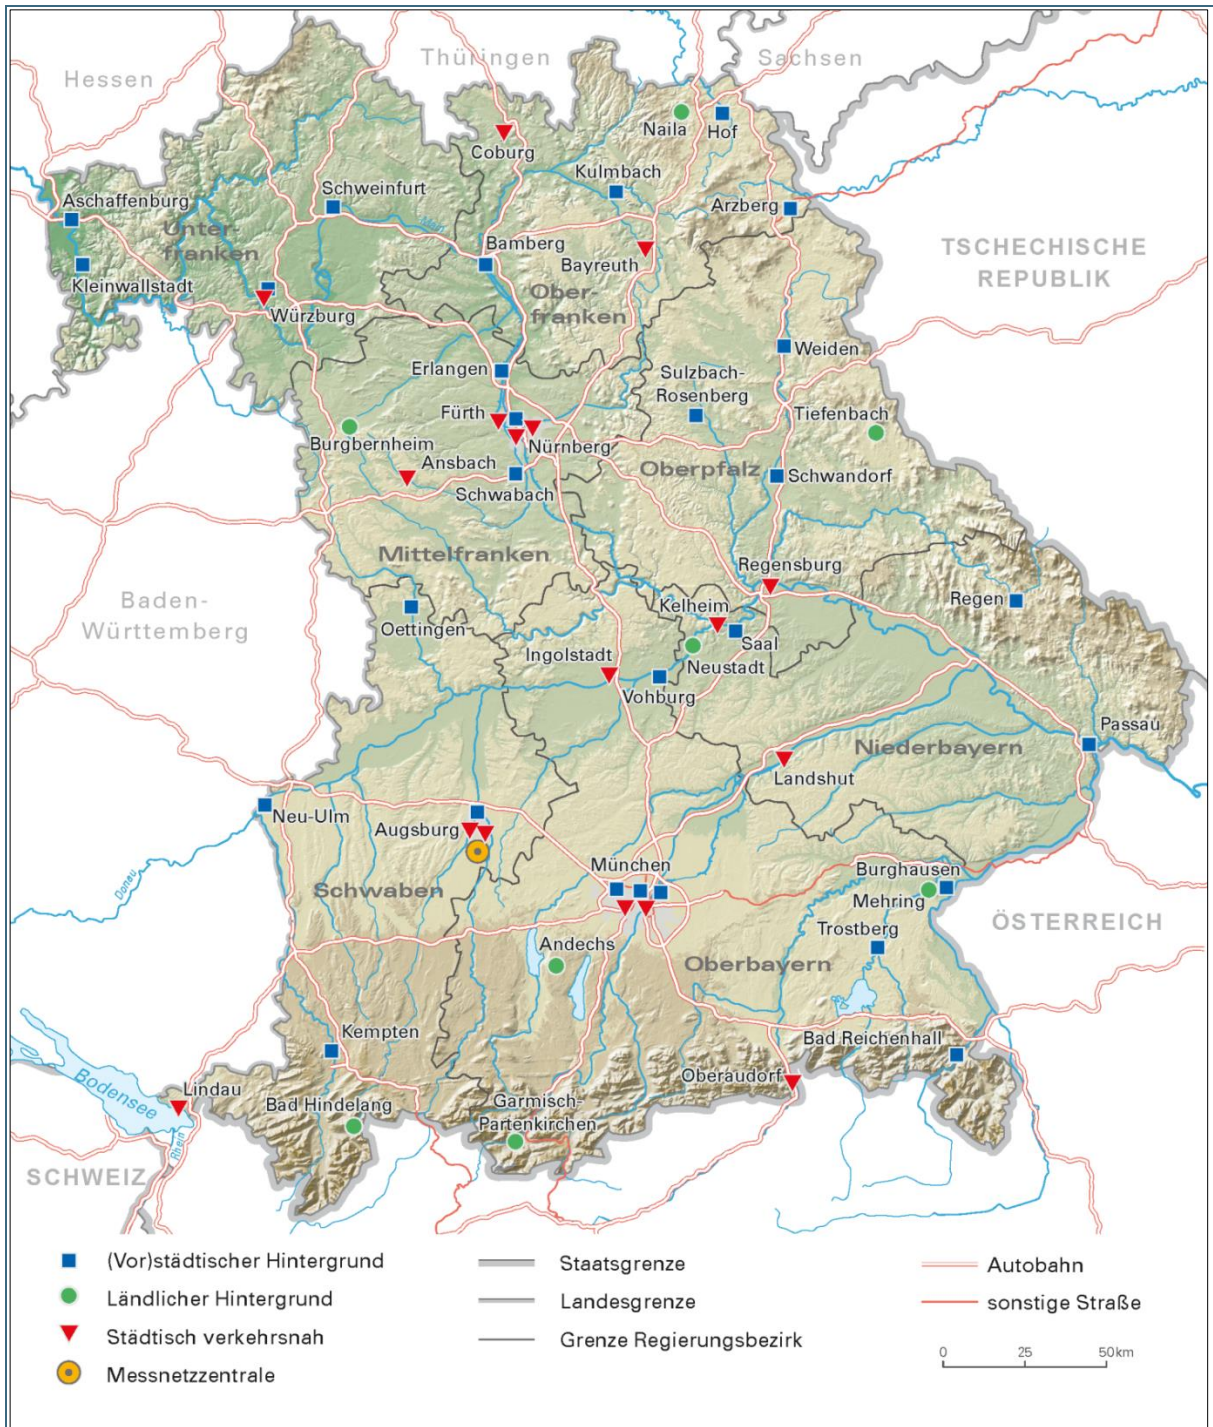 Hessen
Thüringen
Sachsen
Naila
Hof
Coburg
Kulmbach
Schweinfurt
Aschaffenburg
Arzberg
Unter-
franken
Main
Bamberg
Bayreuth
TSCHECHISCHE
REPUBLIK
Kleinwallstadt
Ober-
franken
Würzburg
Weiden
Erlangen
Sulzbach-
Rosenberg
Fürth
Tiefenbach
Burgbernheim
Nürnberg
Ansbach
Oberpfalz
Schwandorf
Schwabach
Mittelfranken
Regensburg
Baden-
Württemberg
Kelheim
Regen
Oettingen
Saal
Ingolstadt
Neustadt
Vohburg
Passau
Niederbayern
Landshut
Neu-Ulm
Augsburg
Donau
München
Burghausen
Schwaben
Mehring
ÖSTERREICH
Trostberg
Andechs
Oberbayern
Kempten
Bad Reichenhall
Oberaudorf
Bodensee
Lindau
Bad Hindelang
Garmisch-
Partenkirchen
Rhein
SCHWEIZ
(Vor)städtischer Hintergrund
Ländlicher Hintergrund
Städtisch verkehrsnah
Messnetzzentrale
Staatsgrenze
Landesgrenze
Grenze Regierungsbezirk
Autobahn
sonstige Straße
0 25 50km